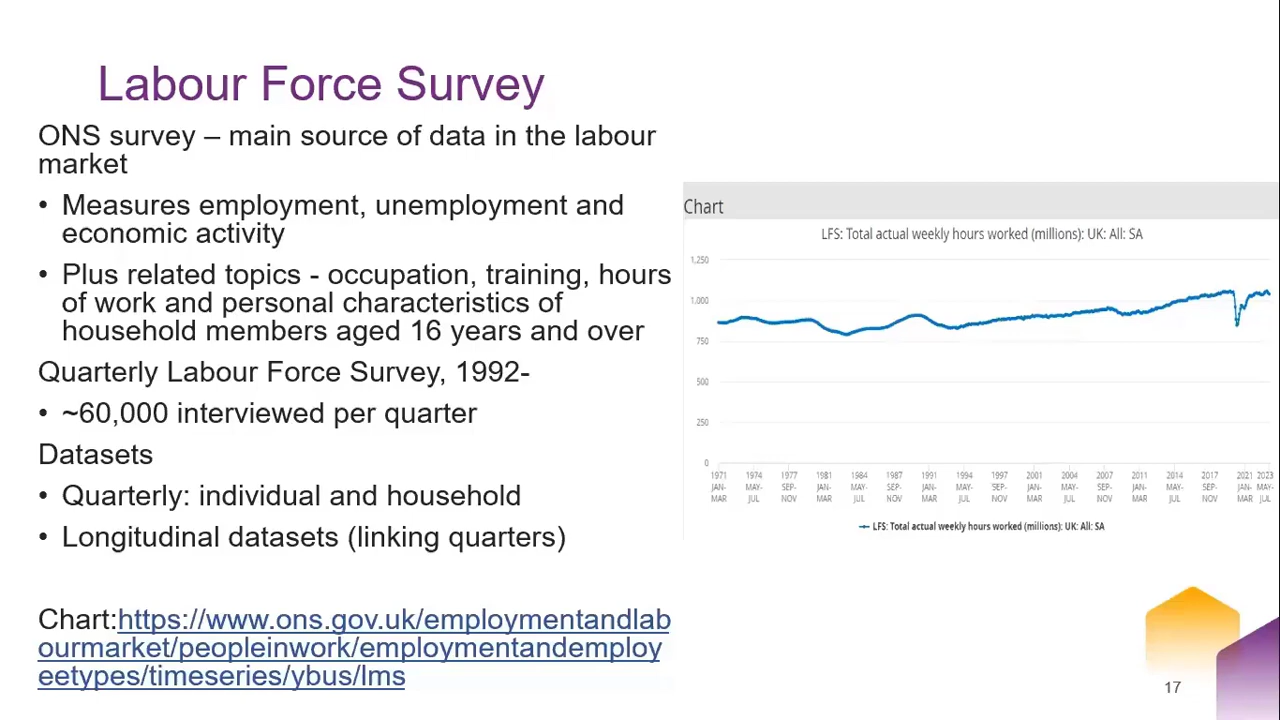 Labour Force Survey
ONS survey – main source of data in the labour
market
• Measures employment, unemployment and
economic activity
• Plus related topics - occupation, training, hours
of work and personal characteristics of
household members aged 16 years and over
Quarterly Labour Force Survey, 1992-
• ~60,000 interviewed per quarter
Datasets
• Quarterly: individual and household
• Longitudinal datasets (linking quarters)
Chart:https://www.ons.gov.uk/employmentandlab
ourmarket/peopleinwork/employmentandemploy
eetypes/timeseries/ybus/lms
Chart
LFS: Total actual weekly hours worked (millions): UK: All: SA
1,250
1,000
750
500
250
0
1971 1974 1977 1981 1984 1987 1991 1994 1997 2001 2004 2007 2011 2014 2017 2021 2023
JAN- MAY- SEP- JAN- MAY- SEP- JAN- MAY- SEP- JAN- MAY- SEP- JAN- MAY- SEP- JAN- MAY-
MAR JUL NOV MAR JUL NOV MAR JUL NOV MAR JUL NOV MAR JUL NOV MAR JUL
LFS: Total actual weekly hours worked (millions): UK: All: SA
17